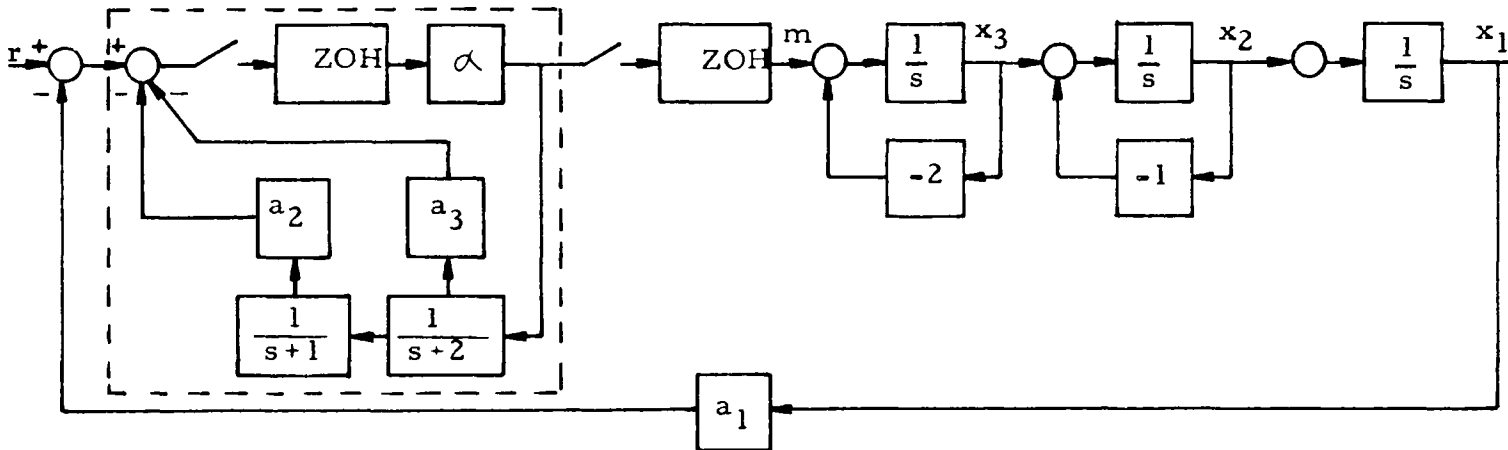 r + + ZOH α ZOH m 1/s x₃ 1/s x₂ 1/s x₁
− − −
-2 -1
a₂ a₃
1/(s+1) 1/(s+2)
a₁